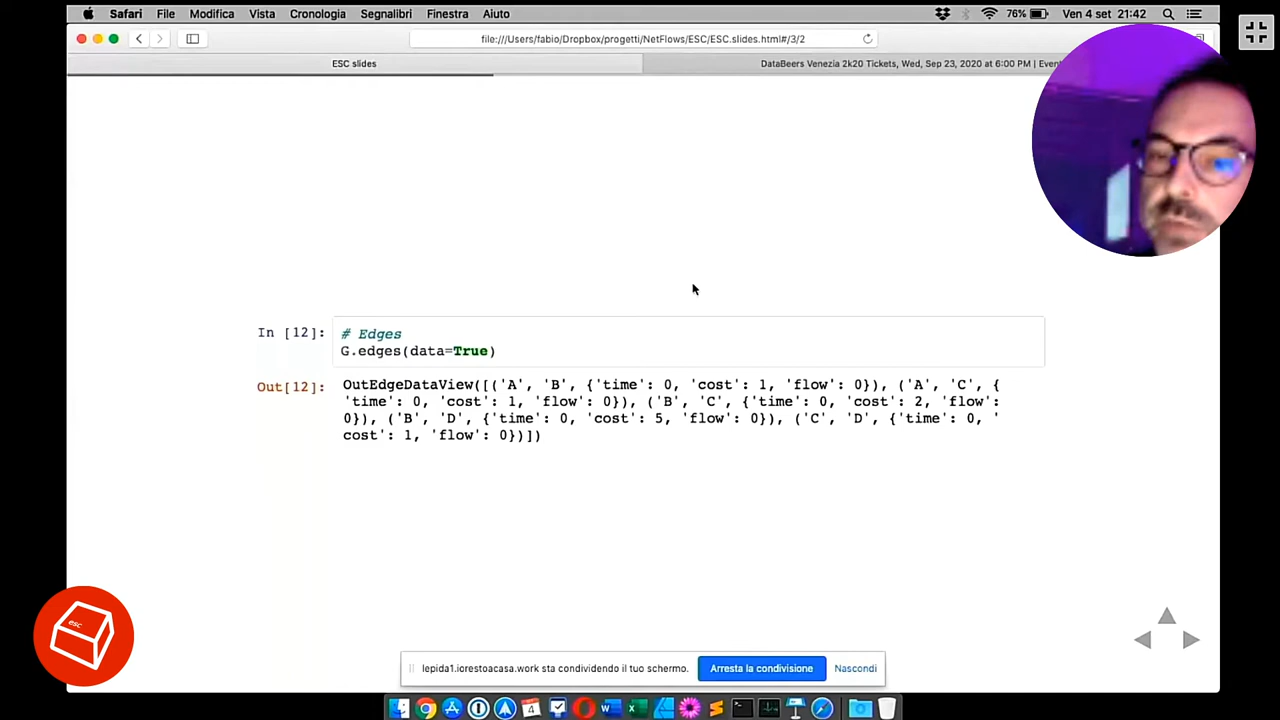 Safari File Modifica Vista Cronologia Segnalibri Finestra Aiuto 76% Ven 4 set 21:42
file:///Users/fabio/Dropbox/progetti/NetFlows/ESC/ESC.slides.html#/3/2
ESC slides DataBeers Venezia 2k20 Tickets, Wed, Sep 23, 2020 at 6:00 PM | Event
In [12]: # Edges
G.edges(data=True)
Out[12]: OutEdgeDataView([('A', 'B', {'time': 0, 'cost': 1, 'flow': 0}), ('A', 'C', {
'time': 0, 'cost': 1, 'flow': 0}), ('B', 'C', {'time': 0, 'cost': 2, 'flow':
0}), ('B', 'D', {'time': 0, 'cost': 5, 'flow': 0}), ('C', 'D', {'time': 0, '
cost': 1, 'flow': 0})])
esc
lepida1.iorestoacasa.work sta condividendo il tuo schermo. Arresta la condivisione Nascondi
4